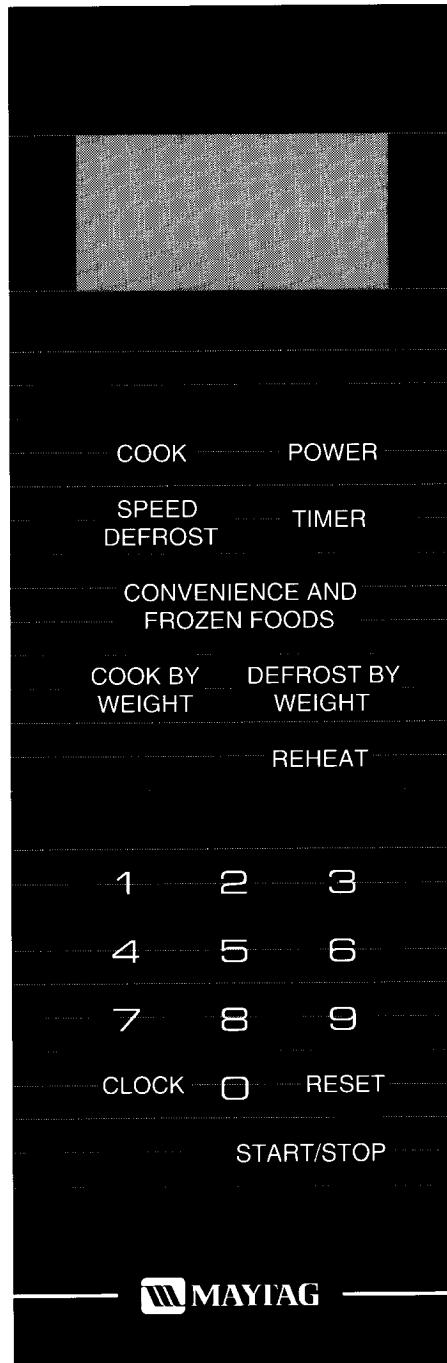 COOK POWER
SPEED DEFROST TIMER
CONVENIENCE AND
FROZEN FOODS
COOK BY WEIGHT DEFROST BY WEIGHT
REHEAT
1 2 3
4 5 6
7 8 9
CLOCK 0 RESET
START/STOP
MAYTAG